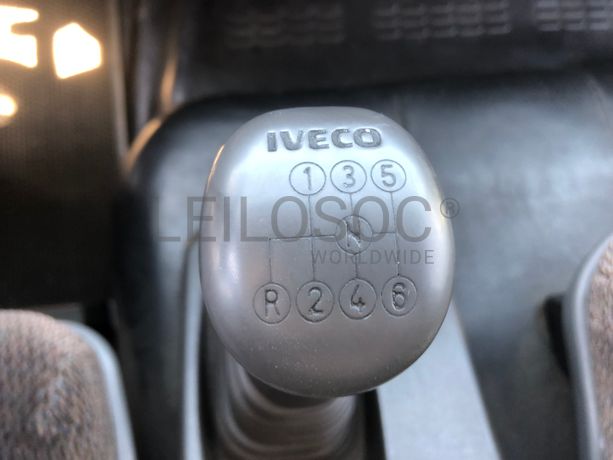 IVECO
1 3 5
LEILOSOC®
N
WORLDWIDE
R 2 4 6